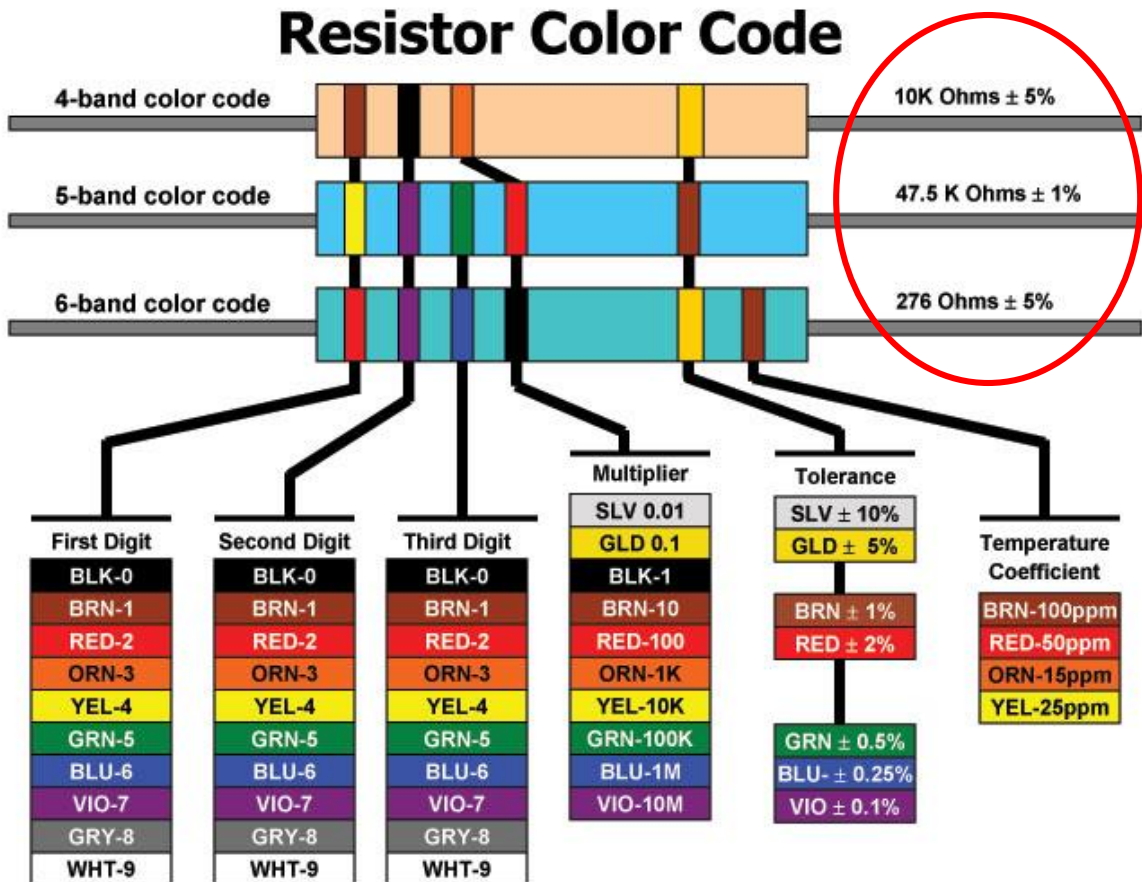 Resistor Color Code
4-band color code
10K Ohms ± 5%
5-band color code
47.5 K Ohms ± 1%
6-band color code
276 Ohms ± 5%
First Digit
BLK-0
BRN-1
RED-2
ORN-3
YEL-4
GRN-5
BLU-6
VIO-7
GRY-8
WHT-9
Second Digit
BLK-0
BRN-1
RED-2
ORN-3
YEL-4
GRN-5
BLU-6
VIO-7
GRY-8
WHT-9
Third Digit
BLK-0
BRN-1
RED-2
ORN-3
YEL-4
GRN-5
BLU-6
VIO-7
GRY-8
WHT-9
Multiplier
SLV 0.01
GLD 0.1
BLK-1
BRN-10
RED-100
ORN-1K
YEL-10K
GRN-100K
BLU-1M
VIO-10M
Tolerance
SLV ± 10%
GLD ± 5%
BRN ± 1%
RED ± 2%
GRN ± 0.5%
BLU- ± 0.25%
VIO ± 0.1%
Temperature
Coefficient
BRN-100ppm
RED-50ppm
ORN-15ppm
YEL-25ppm